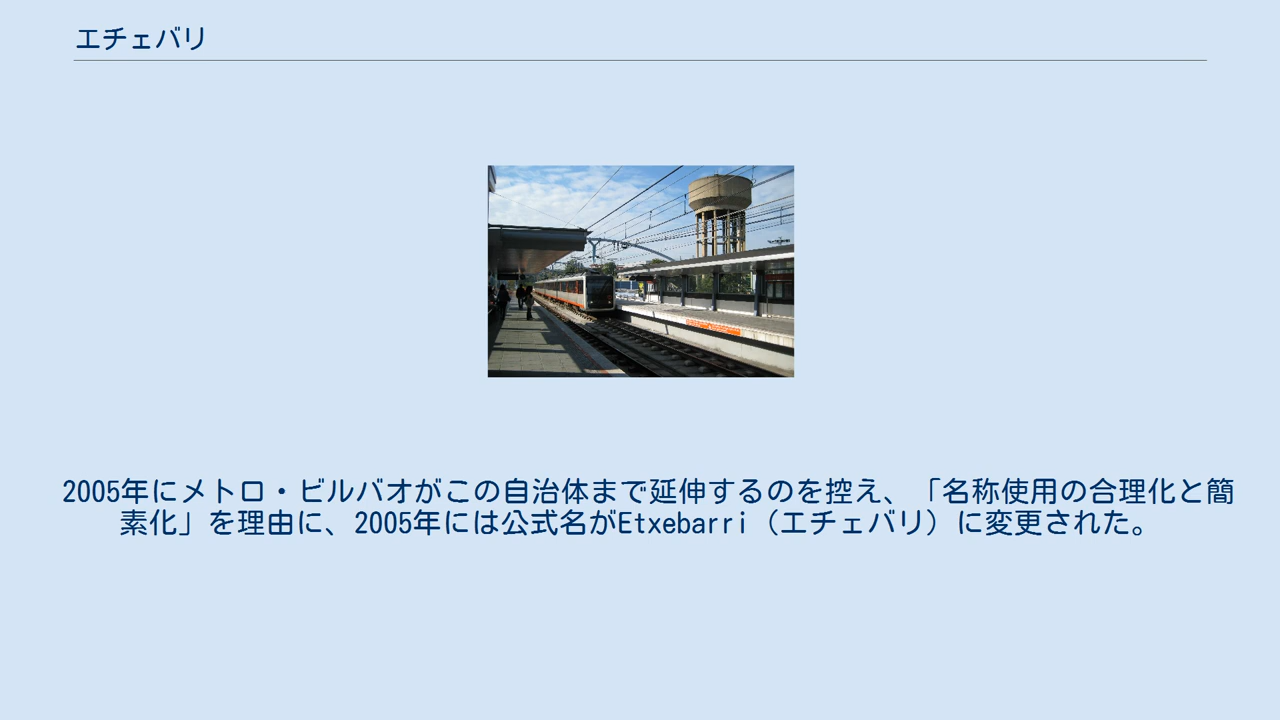 エチェバリ
2005年にメトロ・ビルバオがこの自治体まで延伸するのを控え、「名称使用の合理化と簡
素化」を理由に、2005年には公式名がEtxebarri（エチェバリ）に変更された。